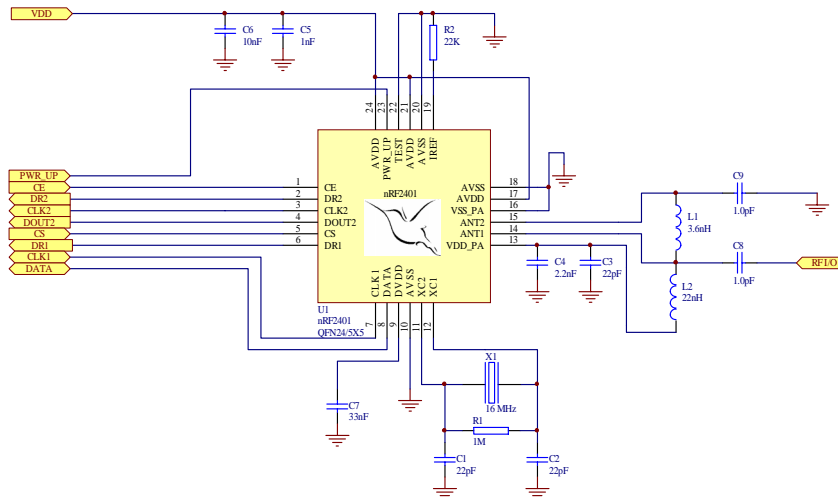 VDD
C6
10nF
C5
1nF
R2
22K
24
23
22
21
20
19
AVDD
PWR_UP
TEST
AVDD
AVSS
IREF
PWR_UP
CE
DR2
CLK2
DOUT2
CS
DR1
CLK1
DATA
1
2
3
4
5
6
CE
DR2
CLK2
DOUT2
CS
DR1
nRF2401
AVSS
AVDD
VSS_PA
ANT2
ANT1
VDD_PA
18
17
16
15
14
13
C9
1.0pF
L1
3.6nH
C8
1.0pF
RF I/O
C4
2.2nF
C3
22pF
L2
22nH
CLK1
DATA
DVDD
AVSS
XC2
XC1
U1
nRF2401
QFN24/5X5
7
8
9
10
11
12
X1
16 MHz
C7
33nF
R1
1M
C1
22pF
C2
22pF